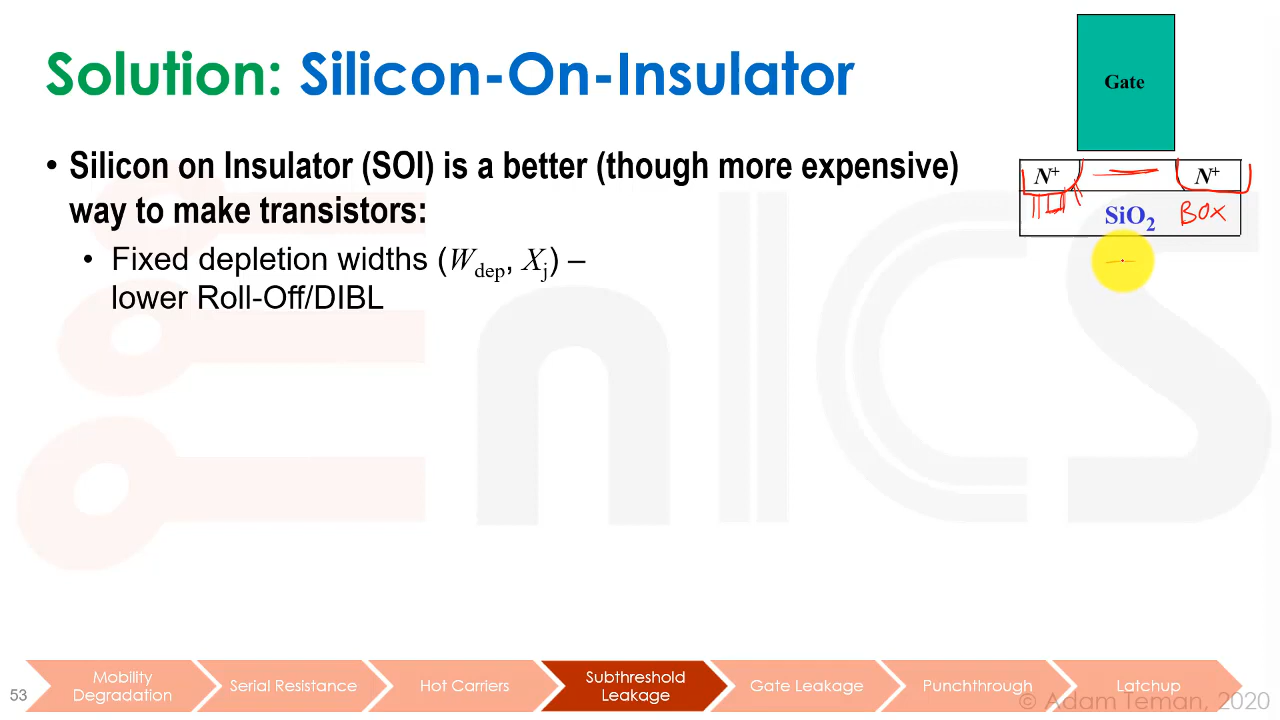 Solution: Silicon-On-Insulator
Gate
• Silicon on Insulator (SOI) is a better (though more expensive)
way to make transistors:
N⁺ N⁺
SiO₂ BOX
• Fixed depletion widths (W_dep, X_j) –
lower Roll-Off/DIBL
enICS
53
Mobility
Degradation
Serial Resistance
Hot Carriers
Subthreshold
Leakage
Gate Leakage
Punchthrough
Latchup
© Adam Teman, 2020